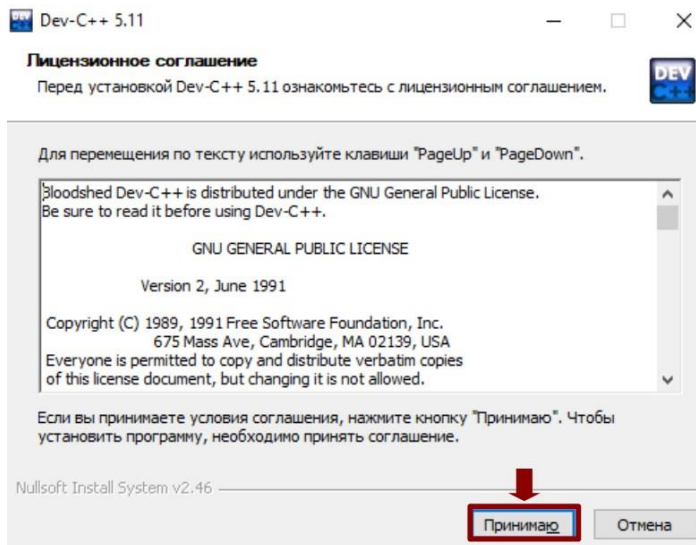 Dev-C++ 5.11
Лицензионное соглашение
Перед установкой Dev-C++ 5.11 ознакомьтесь с лицензионным соглашением.
DEV
C++
Для перемещения по тексту используйте клавиши "PageUp" и "PageDown".
Bloodshed Dev-C++ is distributed under the GNU General Public License.
Be sure to read it before using Dev-C++.
GNU GENERAL PUBLIC LICENSE
Version 2, June 1991
Copyright (C) 1989, 1991 Free Software Foundation, Inc.
675 Mass Ave, Cambridge, MA 02139, USA
Everyone is permitted to copy and distribute verbatim copies
of this license document, but changing it is not allowed.
Если вы принимаете условия соглашения, нажмите кнопку "Принимаю". Чтобы
установить программу, необходимо принять соглашение.
Nullsoft Install System v2.46
Принимаю
Отмена